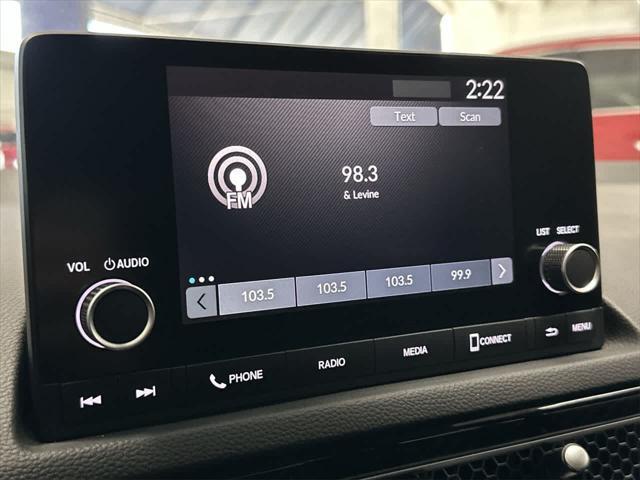 2:22
Text Scan
98.3
& Levine
FM
VOL AUDIO
LIST SELECT
103.5 103.5 103.5 99.9
PHONE RADIO MEDIA CONNECT MENU